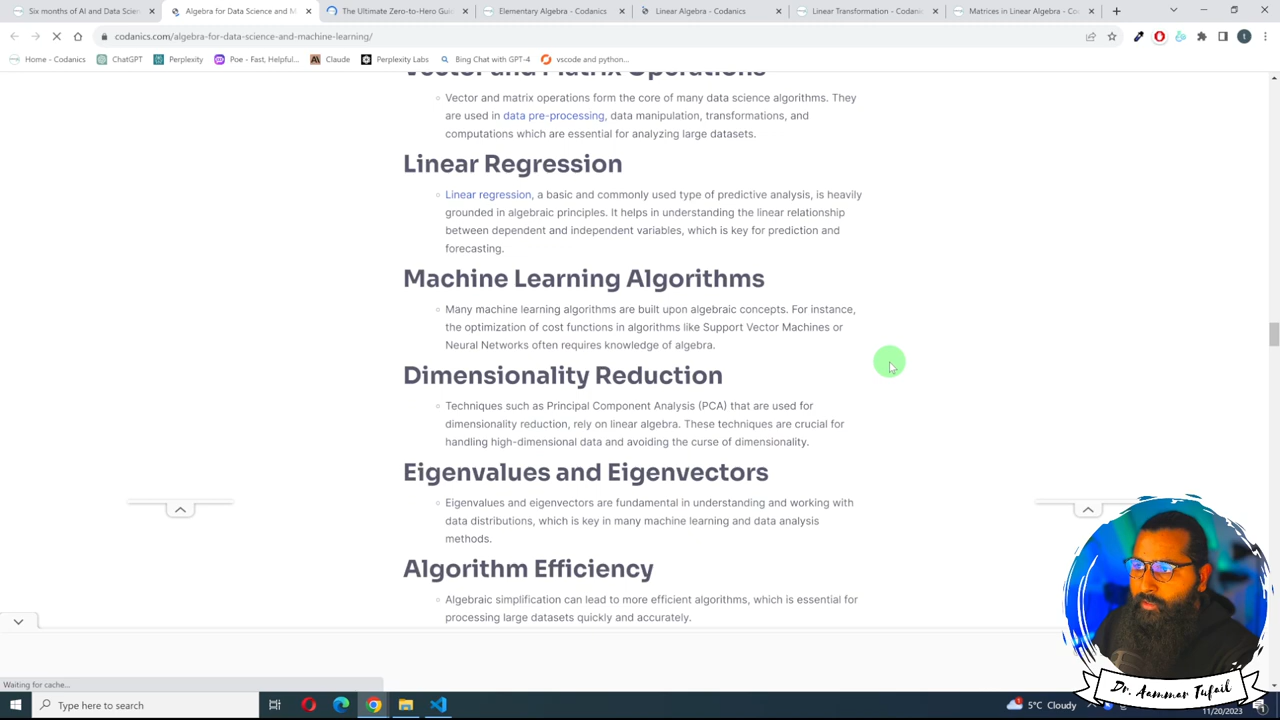 Six months of AI and Data Scien
Algebra for Data Science and M
The Ultimate Zero-to-Hero Gui
Elementary Algebra - Codanics
Linear Algebra - Codanics
Linear Transformation - Codanic
Matrices in Linear Algebra - Co
codanics.com/algebra-for-data-science-and-machine-learning/
Home - Codanics
ChatGPT
Perplexity
Poe - Fast, Helpful...
Claude
Perplexity Labs
Bing Chat with GPT-4
vscode and python...
Vector and Matrix Operations
Vector and matrix operations form the core of many data science algorithms. They
are used in data pre-processing, data manipulation, transformations, and
computations which are essential for analyzing large datasets.
Linear Regression
Linear regression, a basic and commonly used type of predictive analysis, is heavily
grounded in algebraic principles. It helps in understanding the linear relationship
between dependent and independent variables, which is key for prediction and
forecasting.
Machine Learning Algorithms
Many machine learning algorithms are built upon algebraic concepts. For instance,
the optimization of cost functions in algorithms like Support Vector Machines or
Neural Networks often requires knowledge of algebra.
Dimensionality Reduction
Techniques such as Principal Component Analysis (PCA) that are used for
dimensionality reduction, rely on linear algebra. These techniques are crucial for
handling high-dimensional data and avoiding the curse of dimensionality.
Eigenvalues and Eigenvectors
Eigenvalues and eigenvectors are fundamental in understanding and working with
data distributions, which is key in many machine learning and data analysis
methods.
Algorithm Efficiency
Algebraic simplification can lead to more efficient algorithms, which is essential for
processing large datasets quickly and accurately.
Waiting for cache...
Type here to search
5°C Cloudy
11/20/2023
Dr. Aammar Tufail